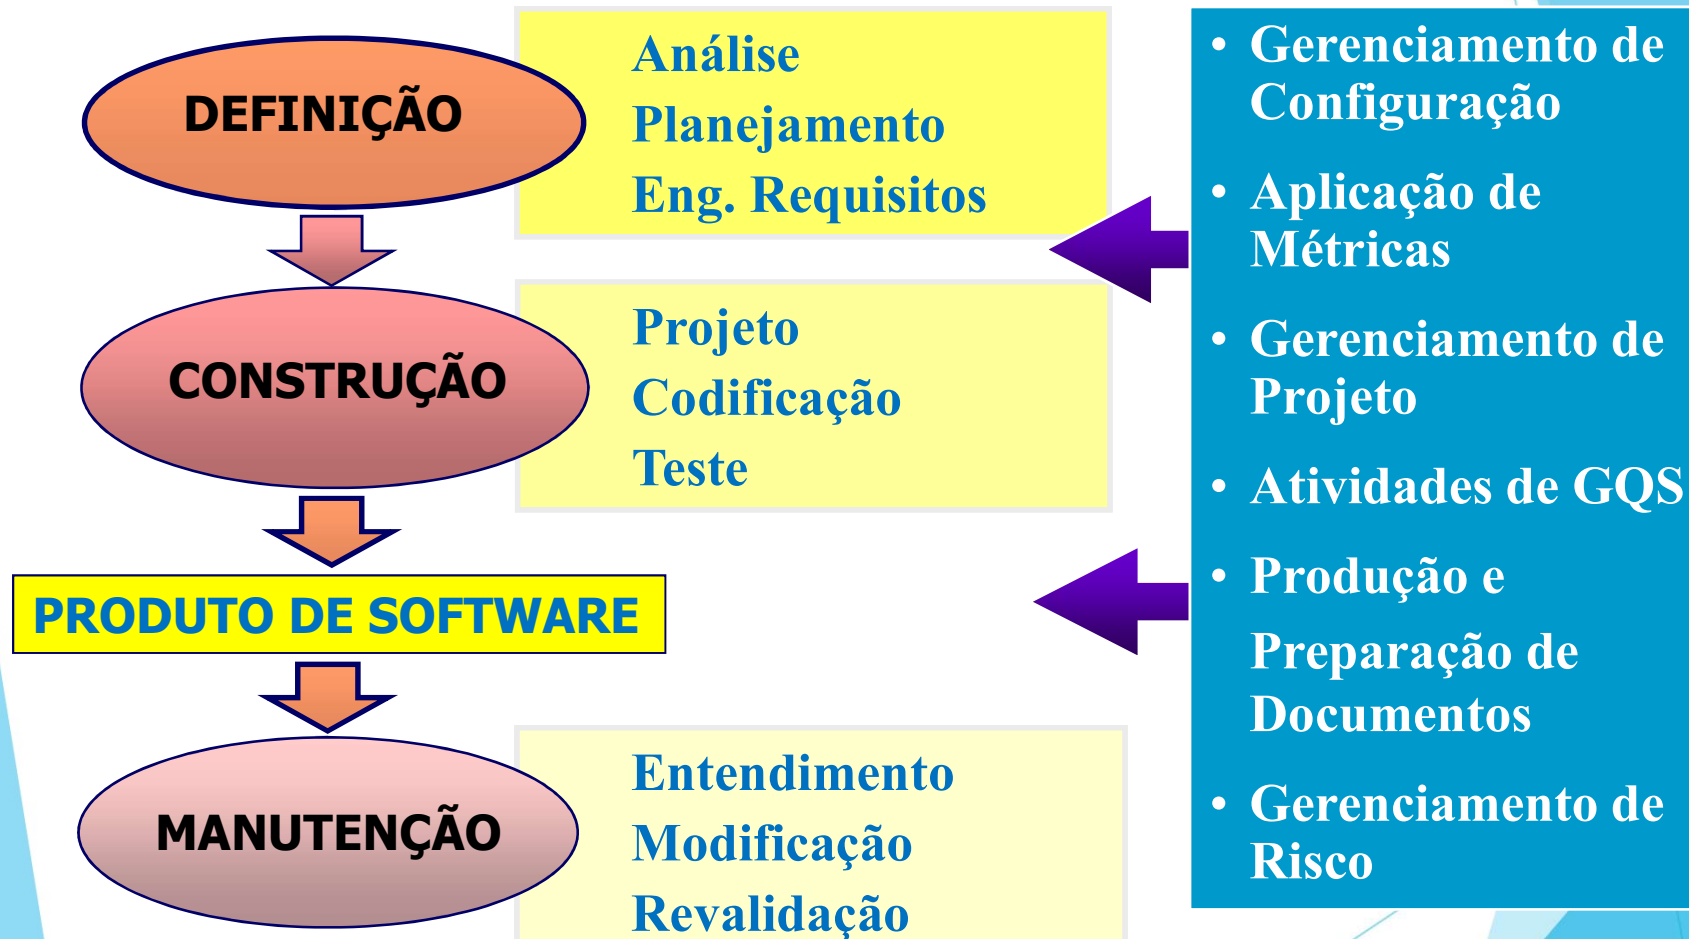 DEFINIÇÃO
Análise
Planejamento
Eng. Requisitos
CONSTRUÇÃO
Projeto
Codificação
Teste
PRODUTO DE SOFTWARE
MANUTENÇÃO
Entendimento
Modificação
Revalidação
• Gerenciamento de
Configuração
• Aplicação de
Métricas
• Gerenciamento de
Projeto
• Atividades de GQS
• Produção e
Preparação de
Documentos
• Gerenciamento de
Risco